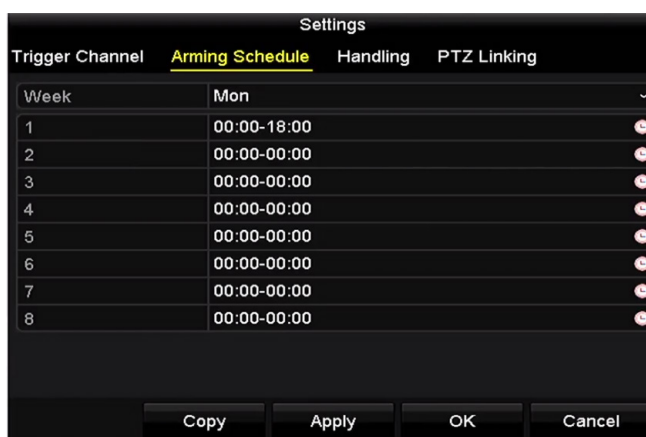 Settings
Trigger Channel Arming Schedule Handling PTZ Linking
Week Mon
1 00:00-18:00
2 00:00-00:00
3 00:00-00:00
4 00:00-00:00
5 00:00-00:00
6 00:00-00:00
7 00:00-00:00
8 00:00-00:00
Copy Apply OK Cancel